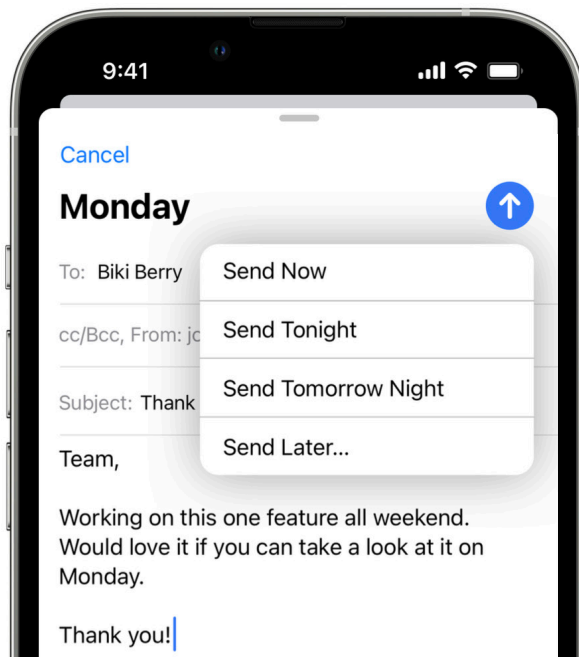 9:41
Cancel
Monday
To: Biki Berry
Send Now
cc/Bcc, From:
Send Tonight
Send Tomorrow Night
Subject: Thank
Send Later...
Team,
Working on this one feature all weekend.
Would love it if you can take a look at it on
Monday.
Thank you!